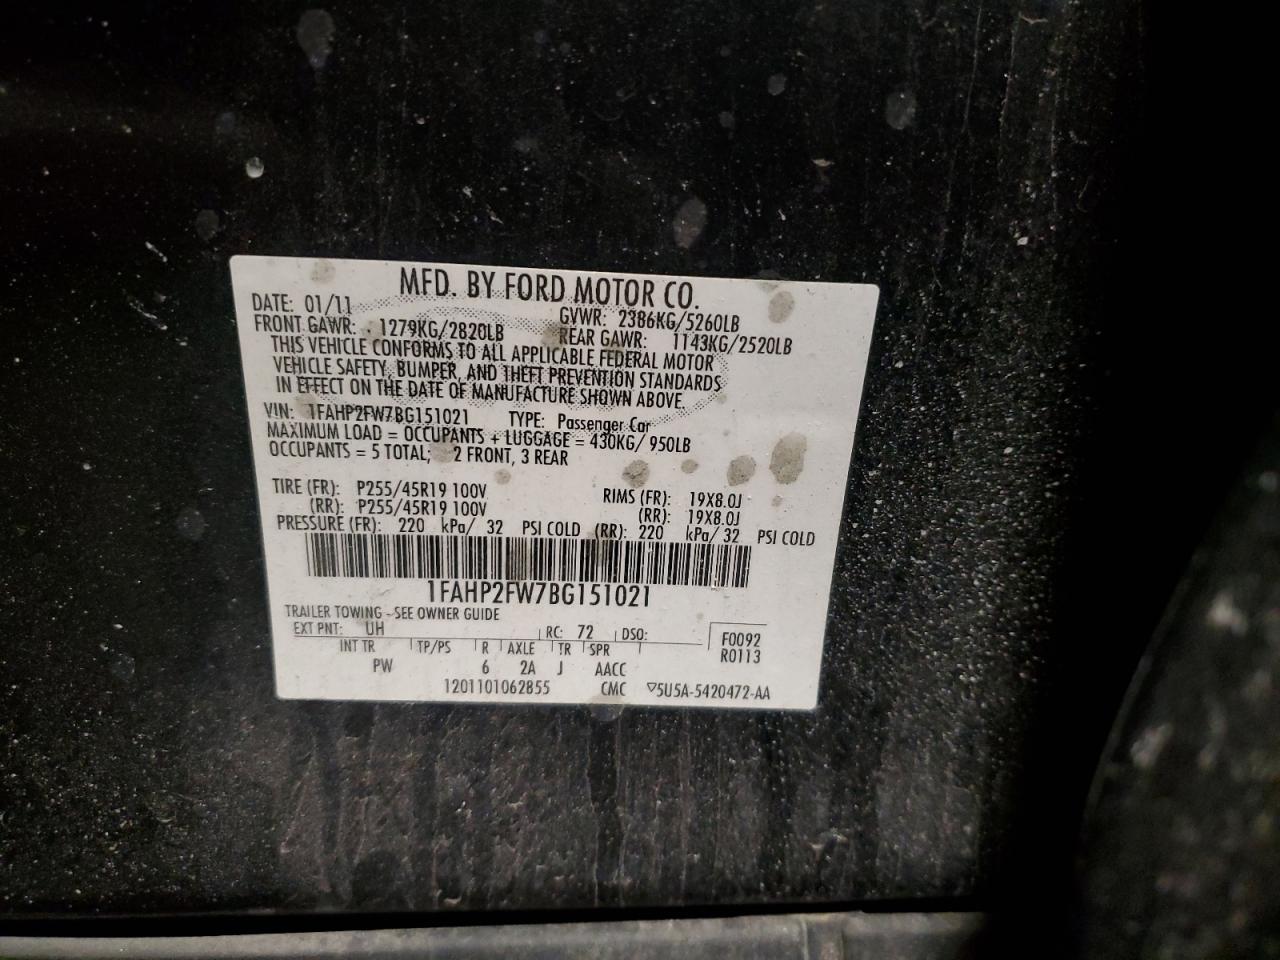 MFD. BY FORD MOTOR CO.
DATE: 01/11 GVWR: 2386KG/5260LB
FRONT GAWR: 1279KG/2820LB REAR GAWR: 1143KG/2520LB
THIS VEHICLE CONFORMS TO ALL APPLICABLE FEDERAL MOTOR
VEHICLE SAFETY, BUMPER, AND THEFT PREVENTION STANDARDS
IN EFFECT ON THE DATE OF MANUFACTURE SHOWN ABOVE.
VIN: 1FAHP2FW7BG151021 TYPE: Passenger Car
MAXIMUM LOAD = OCCUPANTS + LUGGAGE = 430KG/ 950LB
OCCUPANTS = 5 TOTAL; 2 FRONT, 3 REAR
TIRE (FR): P255/45R19 100V RIMS (FR): 19X8.0J
(RR): P255/45R19 100V (RR): 19X8.0J
PRESSURE (FR): 220 kPa/ 32 PSI COLD (RR): 220 kPa/ 32 PSI COLD
1FAHP2FW7BG151021
TRAILER TOWING - SEE OWNER GUIDE
EXT PNT: UH RC: 72 DSO: F0092
INT TR TP/PS R AXLE TR SPR R0113
PW 6 2A J AACC
1201101062855 CMC ▽5U5A-5420472-AA